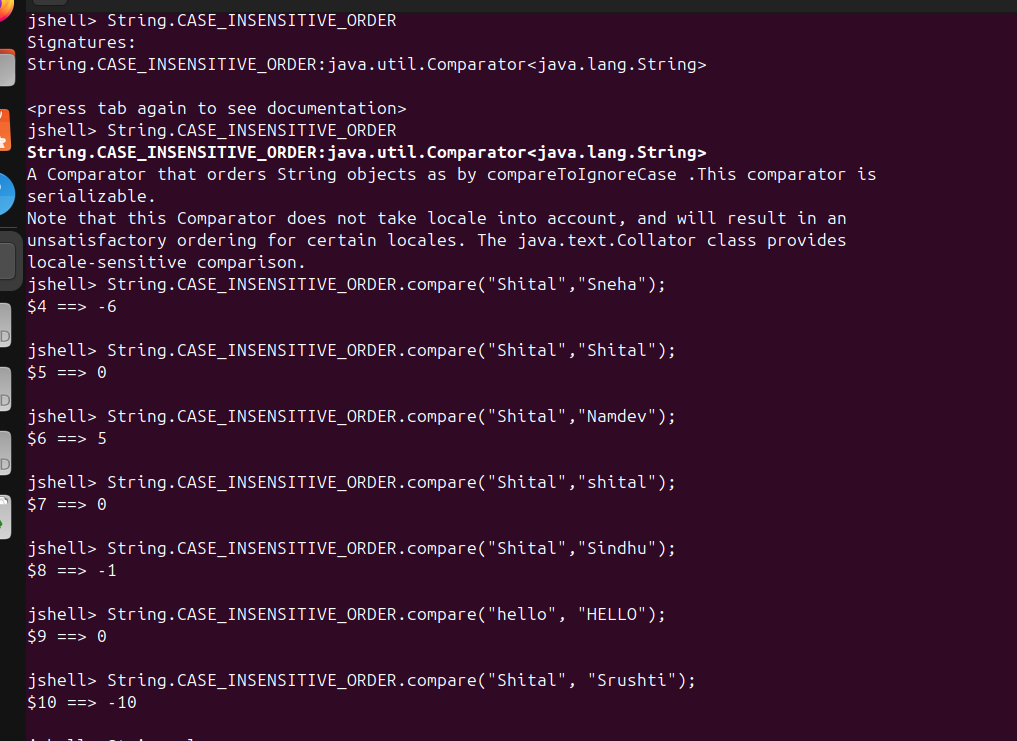 jshell> String.CASE_INSENSITIVE_ORDER
Signatures:
String.CASE_INSENSITIVE_ORDER:java.util.Comparator<java.lang.String>
<press tab again to see documentation>
jshell> String.CASE_INSENSITIVE_ORDER
String.CASE_INSENSITIVE_ORDER:java.util.Comparator<java.lang.String>
A Comparator that orders String objects as by compareToIgnoreCase .This comparator is
serializable.
Note that this Comparator does not take locale into account, and will result in an
unsatisfactory ordering for certain locales. The java.text.Collator class provides
locale-sensitive comparison.
jshell> String.CASE_INSENSITIVE_ORDER.compare("Shital","Sneha");
$4 ==> -6
jshell> String.CASE_INSENSITIVE_ORDER.compare("Shital","Shital");
$5 ==> 0
jshell> String.CASE_INSENSITIVE_ORDER.compare("Shital","Namdev");
$6 ==> 5
jshell> String.CASE_INSENSITIVE_ORDER.compare("Shital","shital");
$7 ==> 0
jshell> String.CASE_INSENSITIVE_ORDER.compare("Shital","Sindhu");
$8 ==> -1
jshell> String.CASE_INSENSITIVE_ORDER.compare("hello", "HELLO");
$9 ==> 0
jshell> String.CASE_INSENSITIVE_ORDER.compare("Shital", "Srushti");
$10 ==> -10